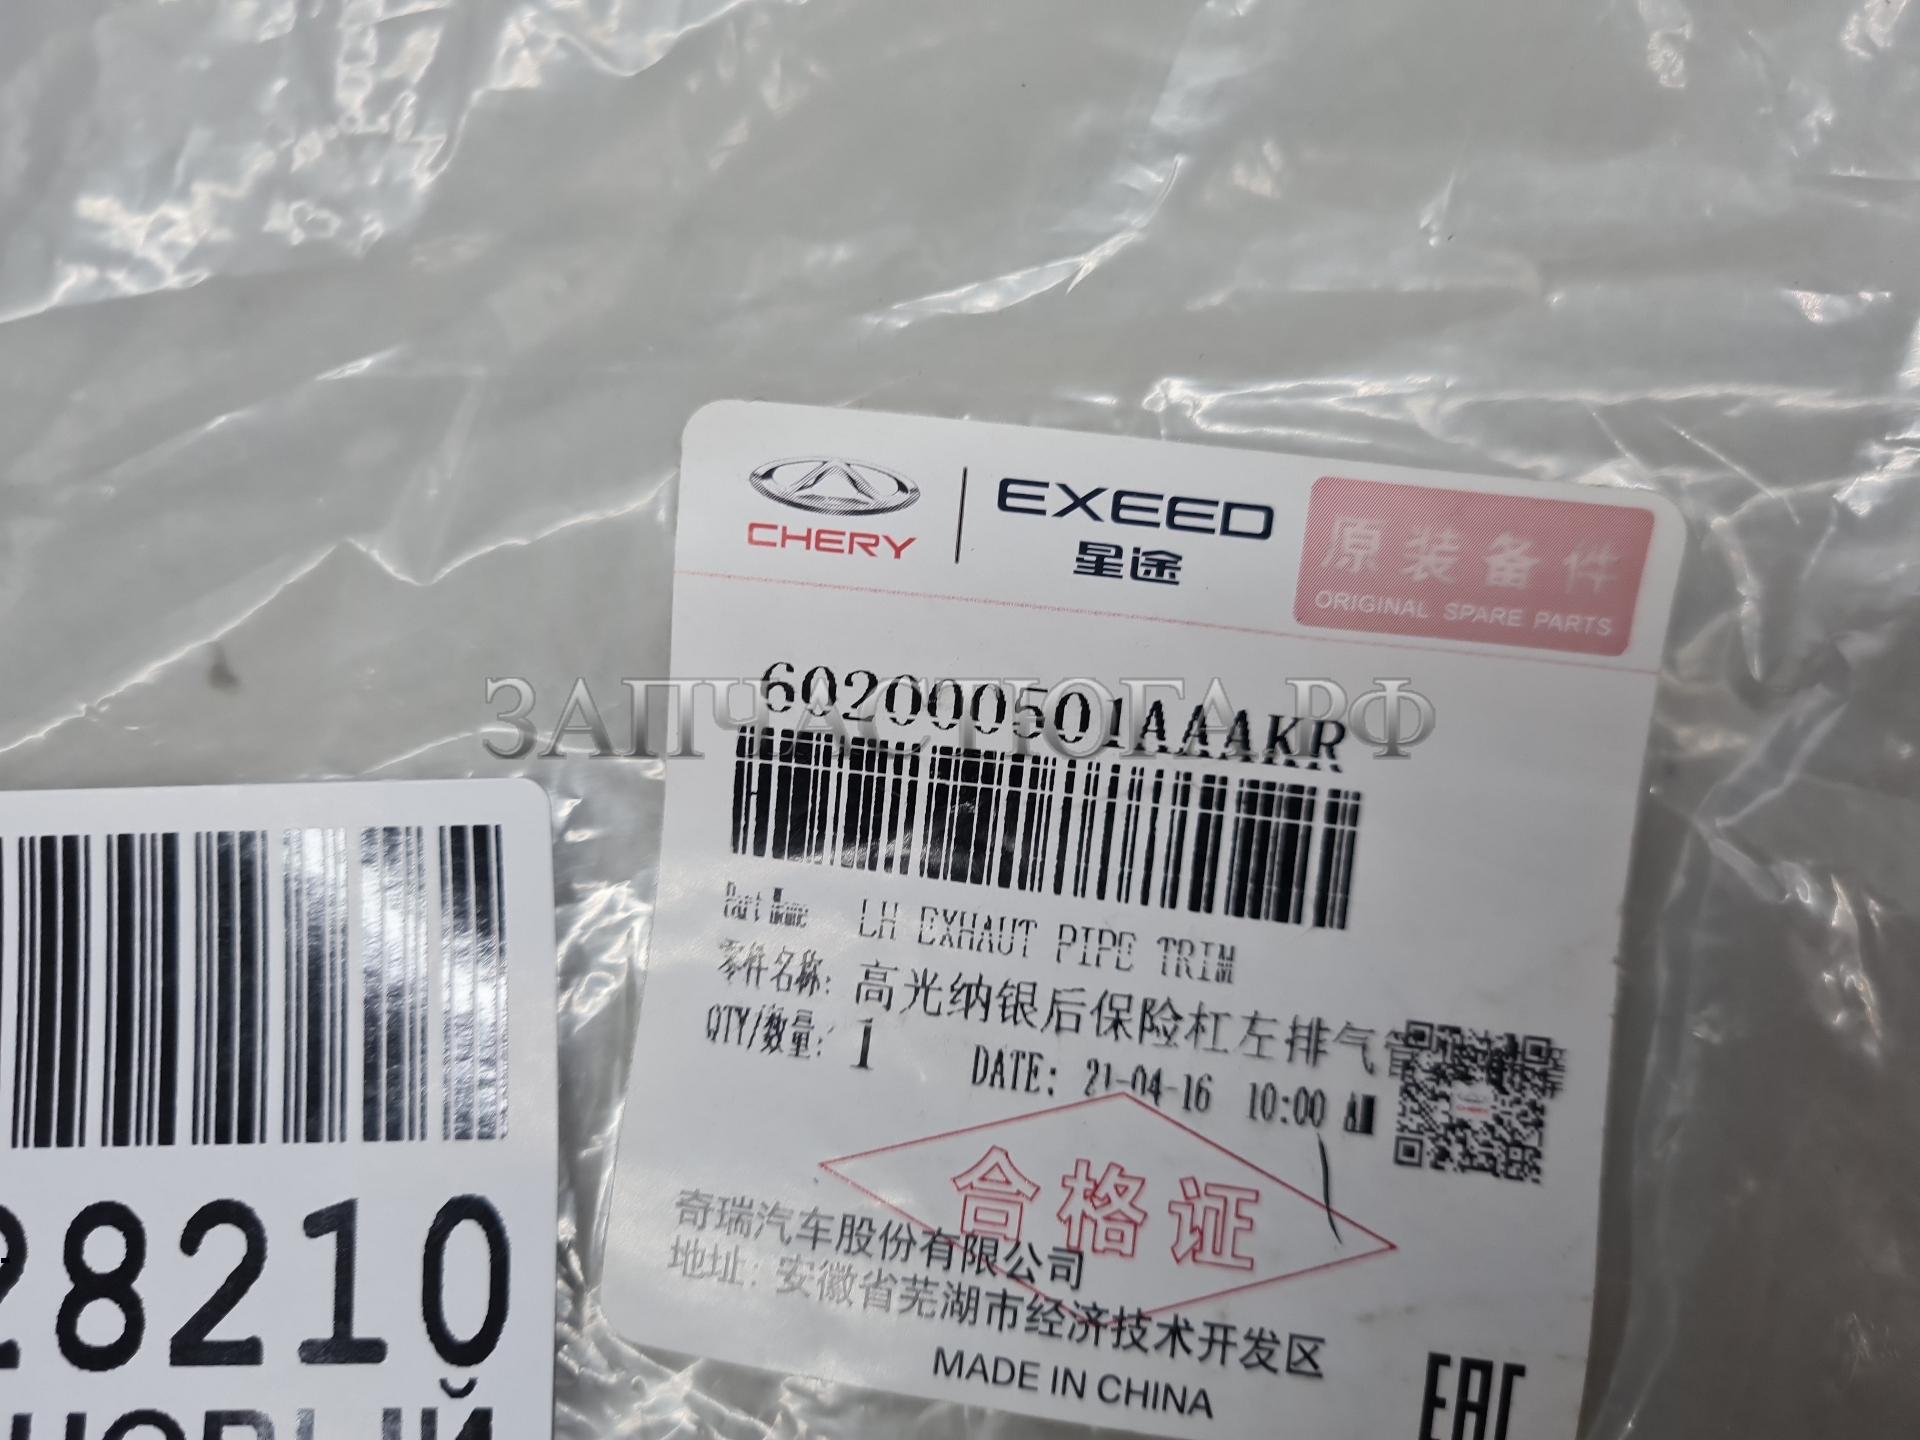 CHERY
EXEED
星途
原装备件
ORIGINAL SPARE PARTS
602000501AAAKR
ЗАПЧАСТЮГА.РФ
Part Name
LH EXHAUT PIPE TRIM
零件名称: 高光纳银后保险杠左排气管
QTY/数量: 1 DATE: 21-04-16 10:00 AM
合格证
奇瑞汽车股份有限公司
地址: 安徽省芜湖市经济技术开发区
MADE IN CHINA
EAC
28210
НОВЫЙ